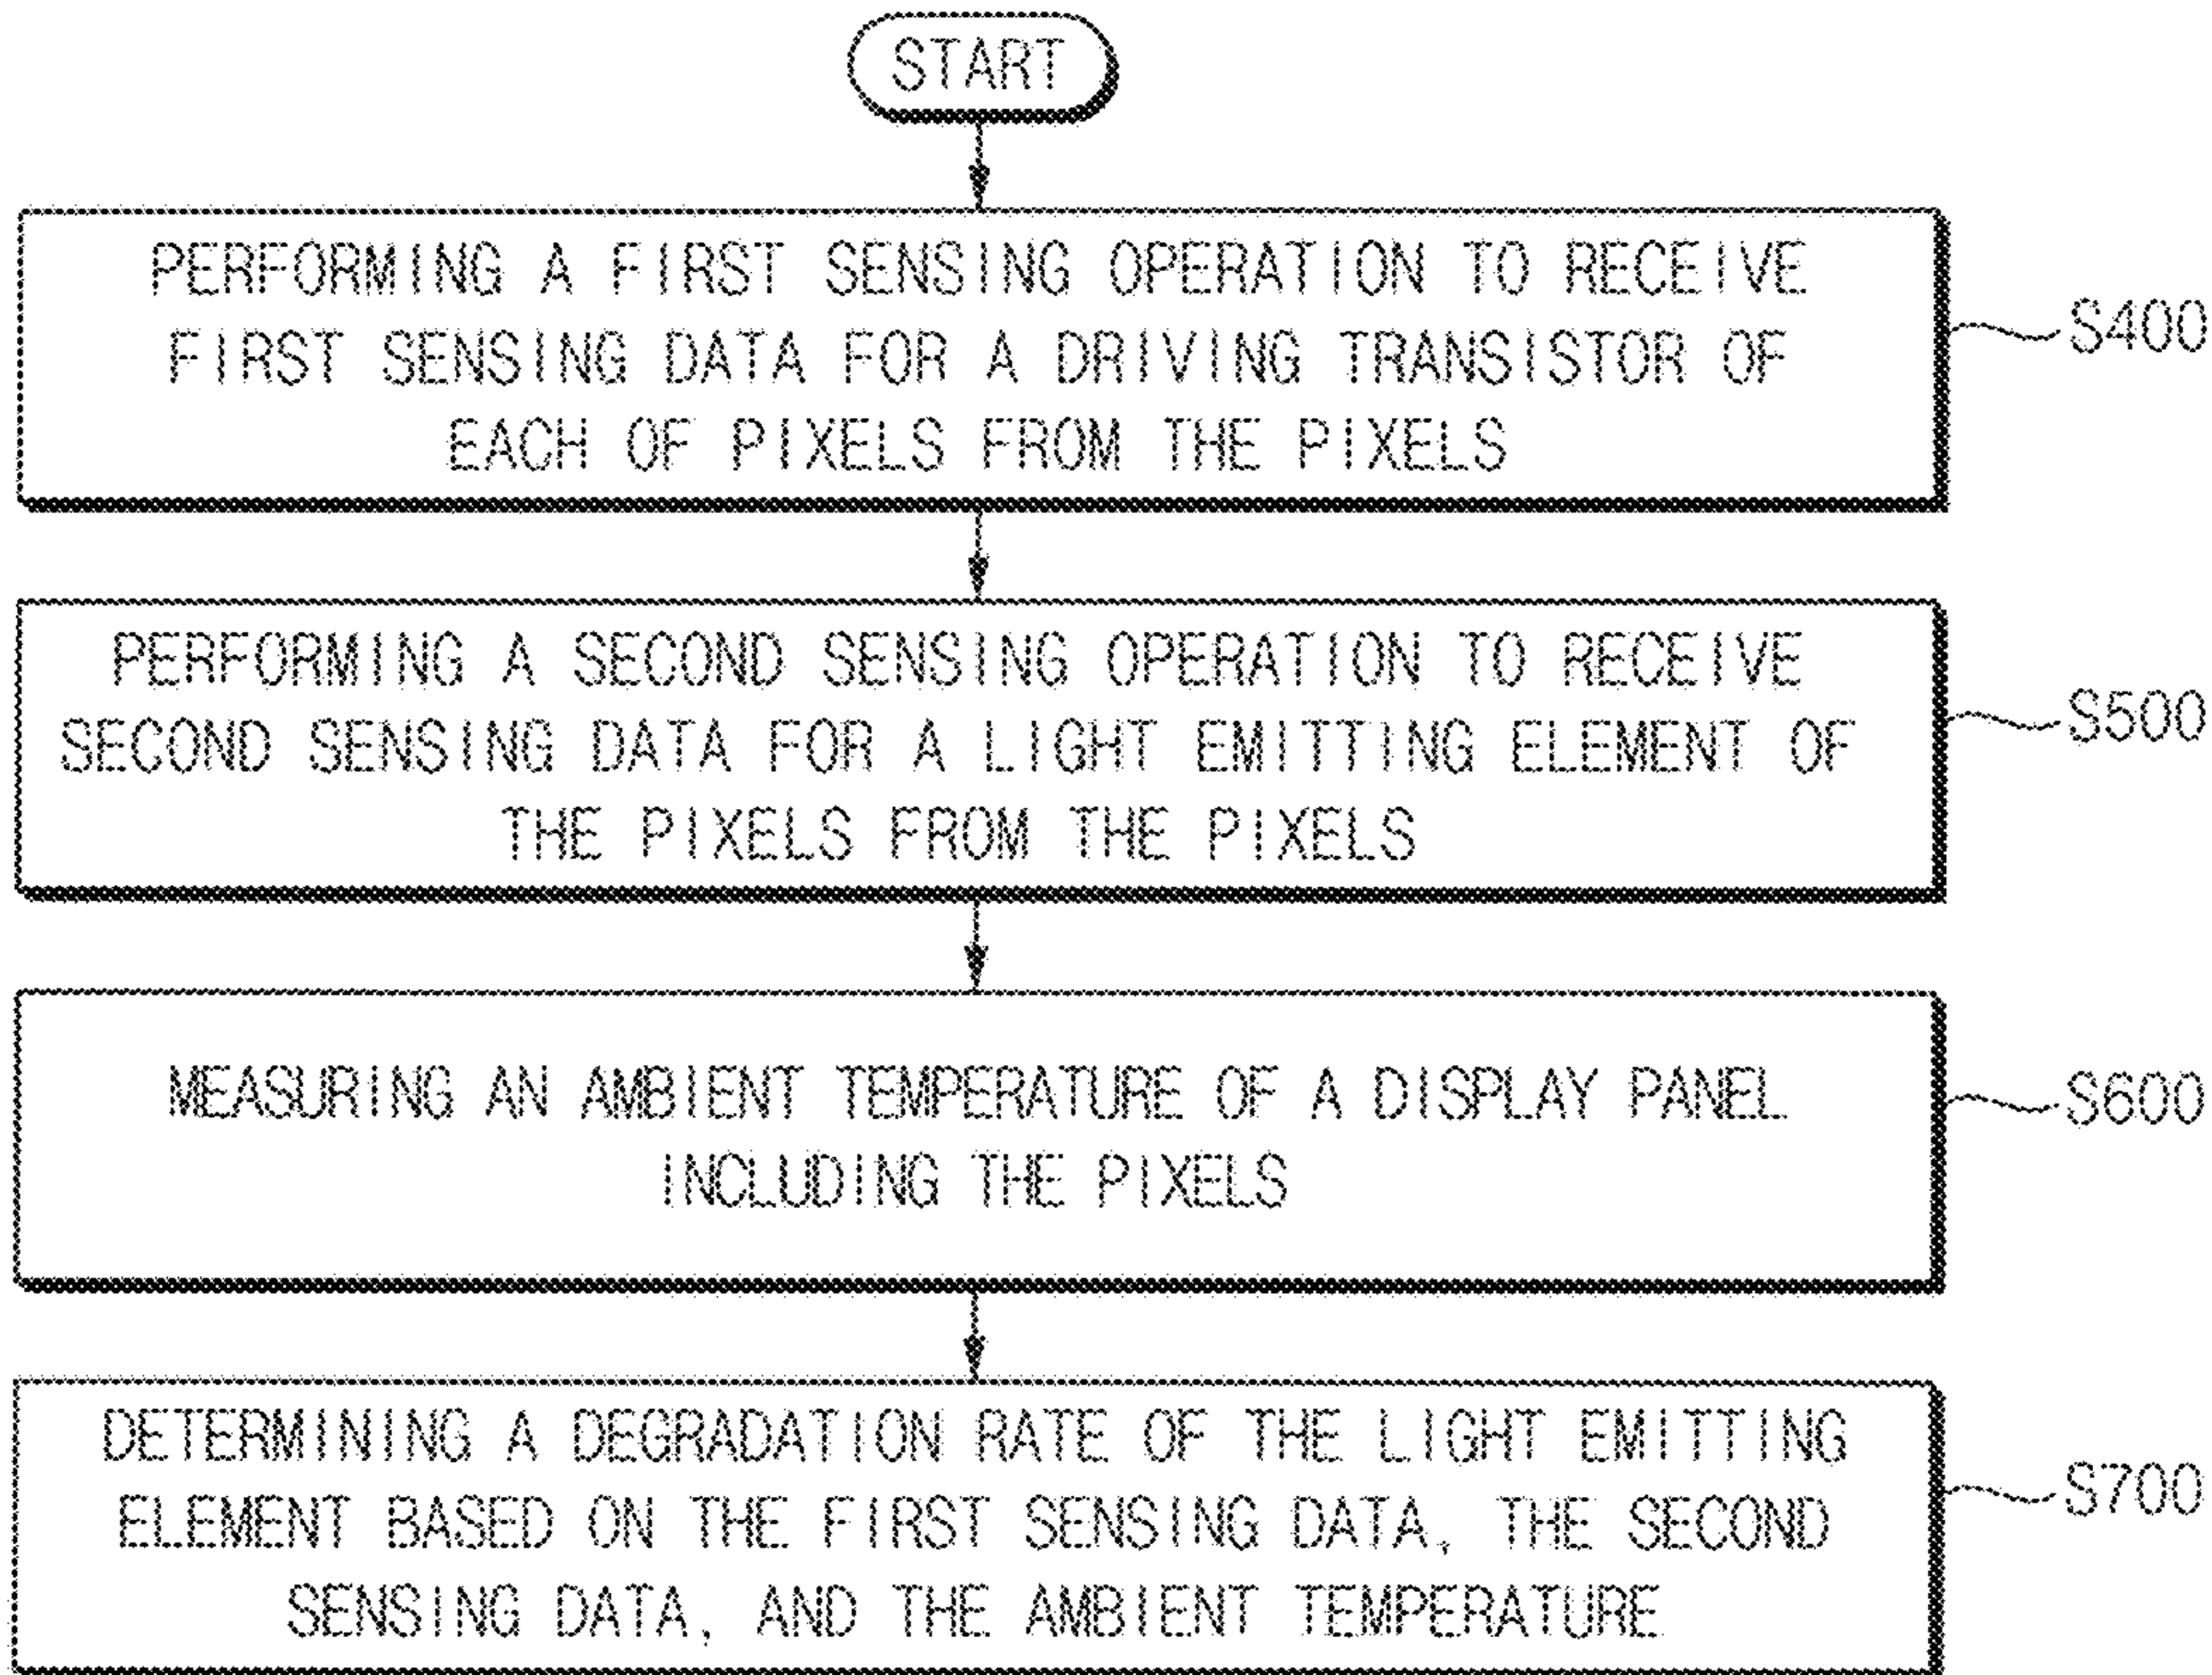 START
PERFORMING A FIRST SENSING OPERATION TO RECEIVE
FIRST SENSING DATA FOR A DRIVING TRANSISTOR OF
EACH OF PIXELS FROM THE PIXELS
S400
PERFORMING A SECOND SENSING OPERATION TO RECEIVE
SECOND SENSING DATA FOR A LIGHT EMITTING ELEMENT OF
THE PIXELS FROM THE PIXELS
S500
MEASURING AN AMBIENT TEMPERATURE OF A DISPLAY PANEL
INCLUDING THE PIXELS
S600
DETERMINING A DEGRADATION RATE OF THE LIGHT EMITTING
ELEMENT BASED ON THE FIRST SENSING DATA, THE SECOND
SENSING DATA, AND THE AMBIENT TEMPERATURE
S700